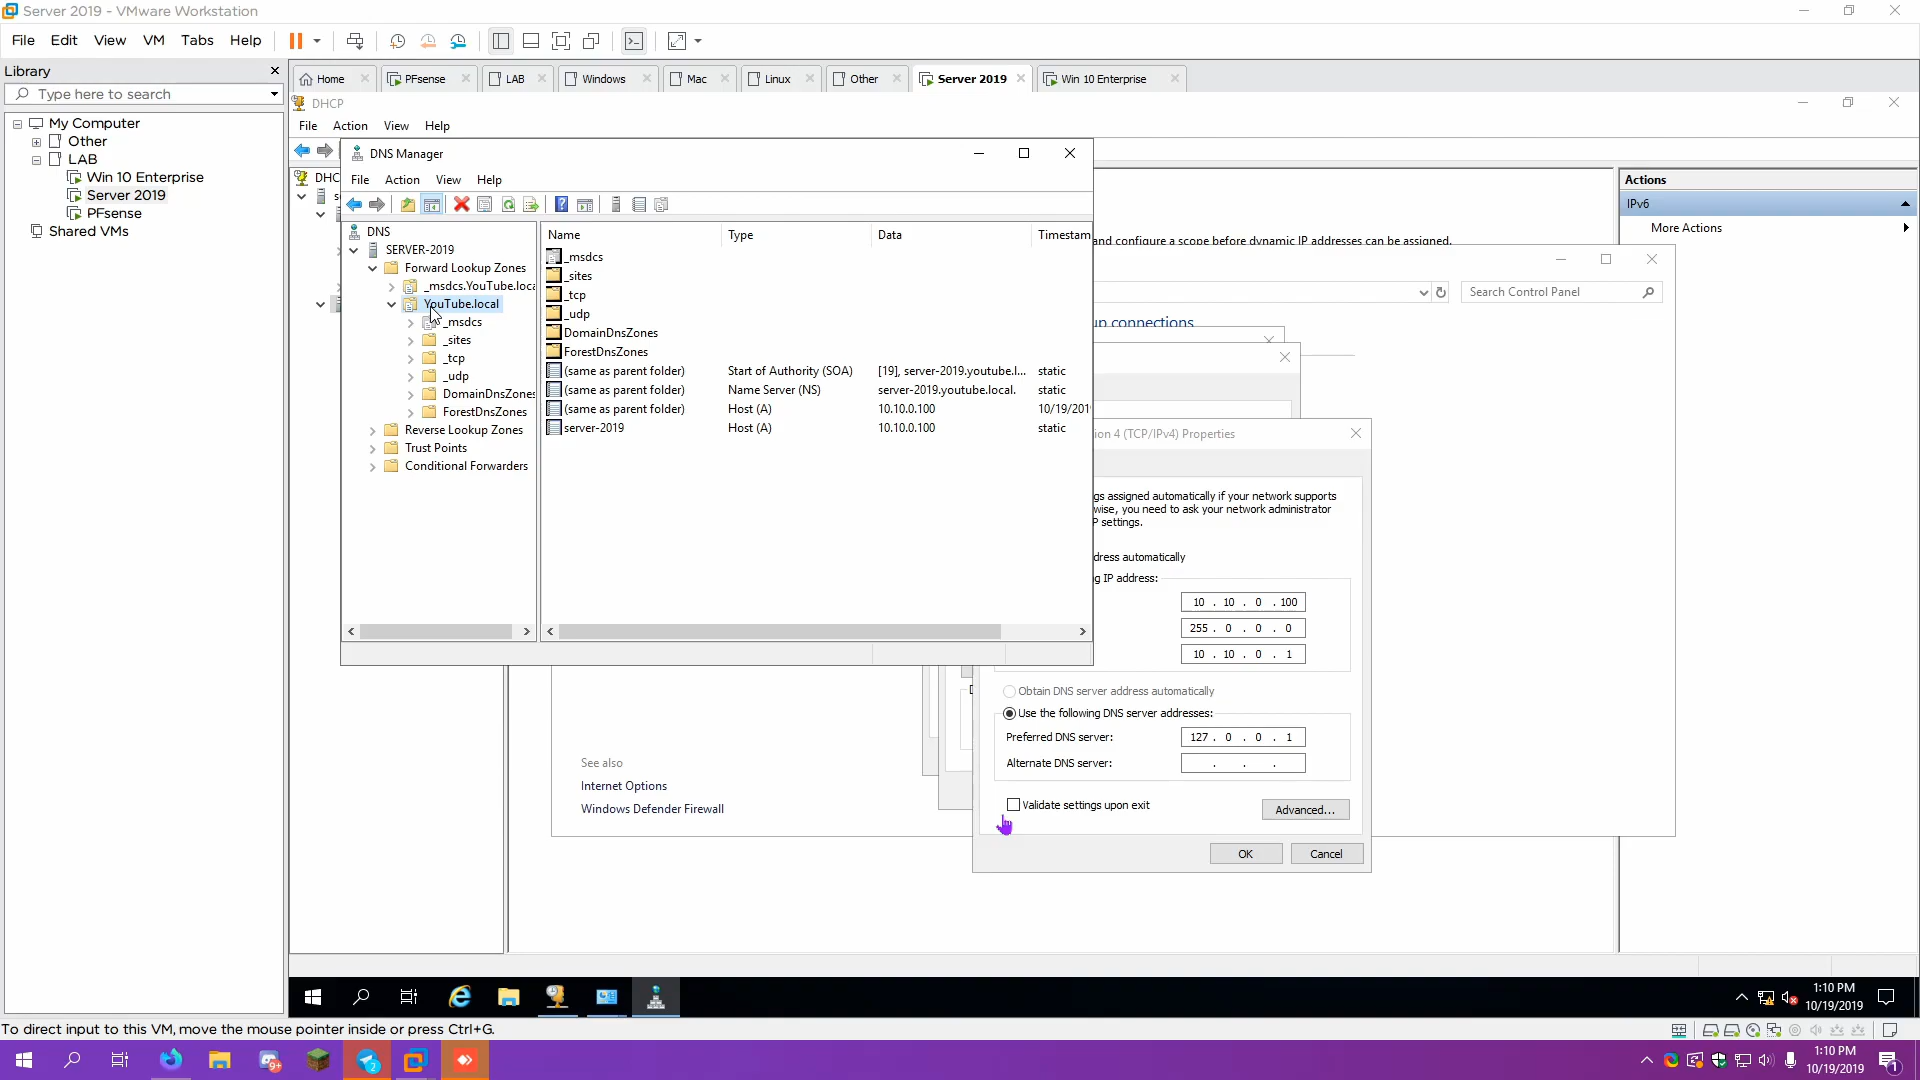 Server 2019 - VMware Workstation
File Edit View VM Tabs Help
Library
Type here to search
My Computer
Other
LAB
Win 10 Enterprise
Server 2019
PFsense
Shared VMs
Home PFsense LAB Windows Mac Linux Other Server 2019 Win 10 Enterprise
DHCP
File Action View Help
DHC
s
DNS Manager
File Action View Help
DNS
SERVER-2019
Forward Lookup Zones
_msdcs.YouTube.loca
YouTube.local
_msdcs
_sites
_tcp
_udp
DomainDnsZones
ForestDnsZones
Reverse Lookup Zones
Trust Points
Conditional Forwarders
Name Type Data Timestam
_msdcs
_sites
_tcp
_udp
DomainDnsZones
ForestDnsZones
(same as parent folder) Start of Authority (SOA) [19], server-2019.youtube.l... static
(same as parent folder) Name Server (NS) server-2019.youtube.local. static
(same as parent folder) Host (A) 10.10.0.100 10/19/201
server-2019 Host (A) 10.10.0.100 static
and configure a scope before dynamic IP addresses can be assigned.
Actions
IPv6
More Actions
Search Control Panel
up connections
ion 4 (TCP/IPv4) Properties
gs assigned automatically if your network supports
wise, you need to ask your network administrator
P settings.
dress automatically
g IP address:
10 . 10 . 0 . 100
255 . 0 . 0 . 0
10 . 10 . 0 . 1
Obtain DNS server address automatically
Use the following DNS server addresses:
Preferred DNS server: 127 . 0 . 0 . 1
Alternate DNS server: . . .
Validate settings upon exit
Advanced...
OK Cancel
See also
Internet Options
Windows Defender Firewall
1:10 PM
10/19/2019
To direct input to this VM, move the mouse pointer inside or press Ctrl+G.
9+
2
1:10 PM
10/19/2019
1